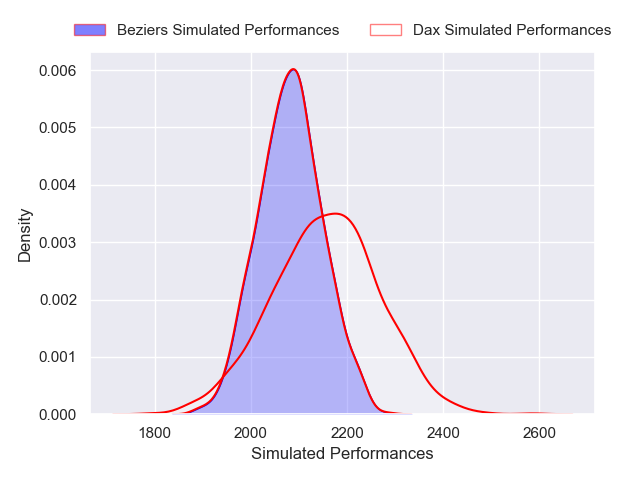 Beziers Simulated Performances Dax Simulated Performances
0.006
0.005
0.004
0.003
0.002
0.001
0.000
Density
1800 2000 2200 2400 2600
Simulated Performances